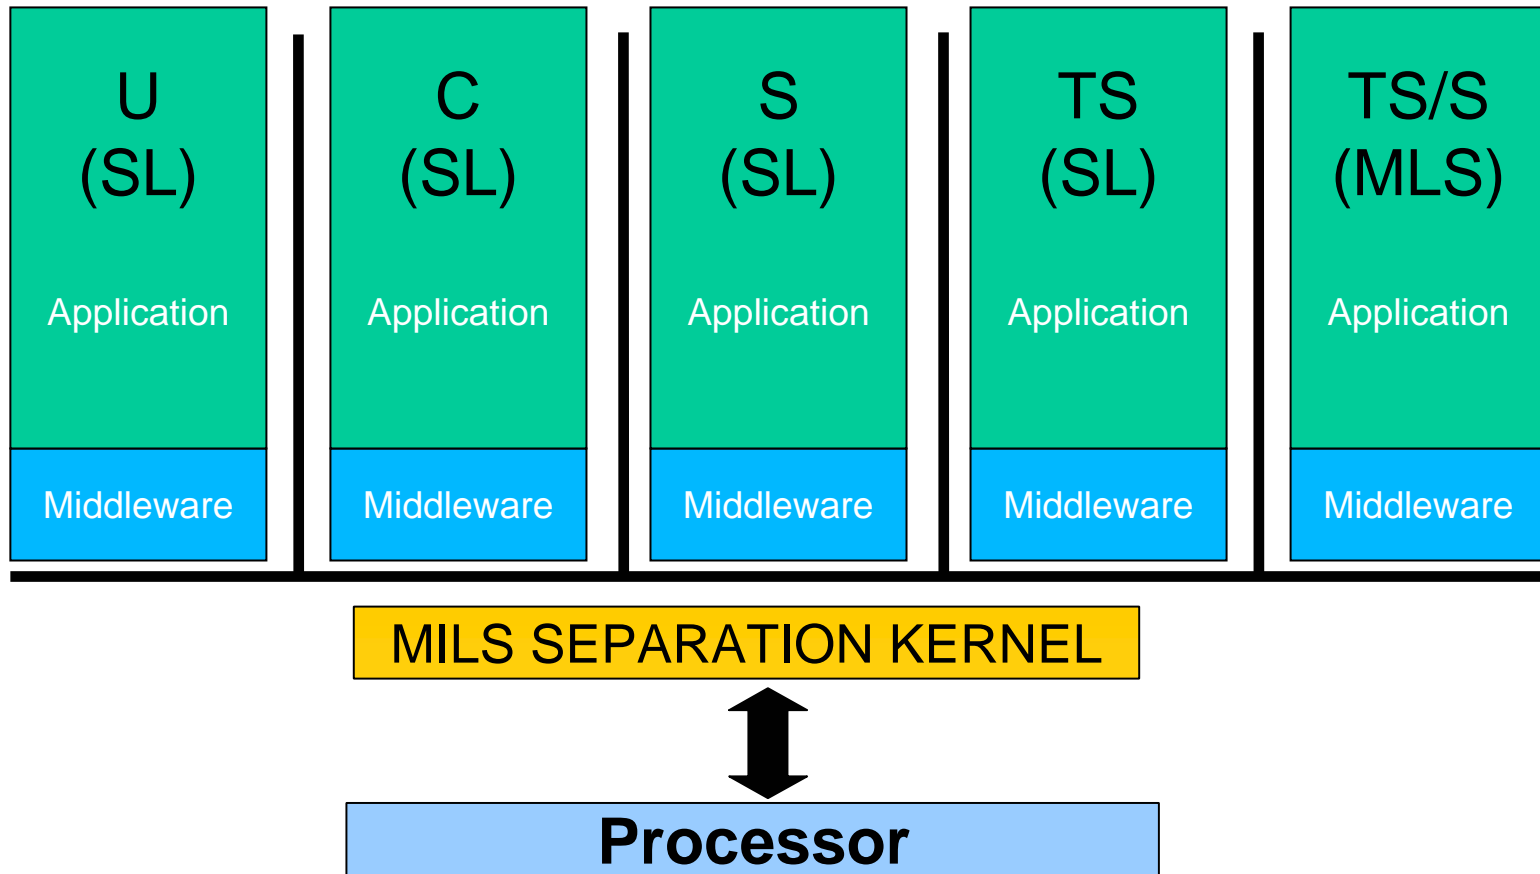 U
(SL)
Application
Middleware
C
(SL)
Application
Middleware
S
(SL)
Application
Middleware
TS
(SL)
Application
Middleware
TS/S
(MLS)
Application
Middleware
MILS SEPARATION KERNEL
Processor